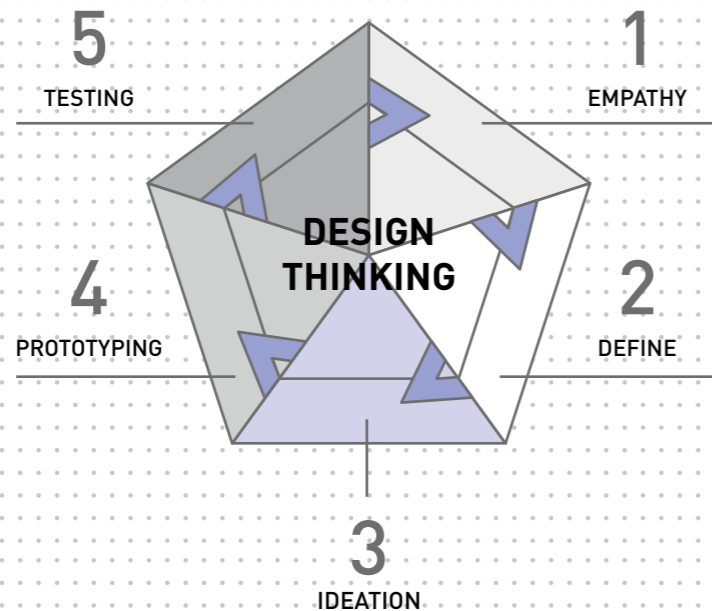 5
TESTING
1
EMPATHY
DESIGN
THINKING
4
PROTOTYPING
2
DEFINE
3
IDEATION